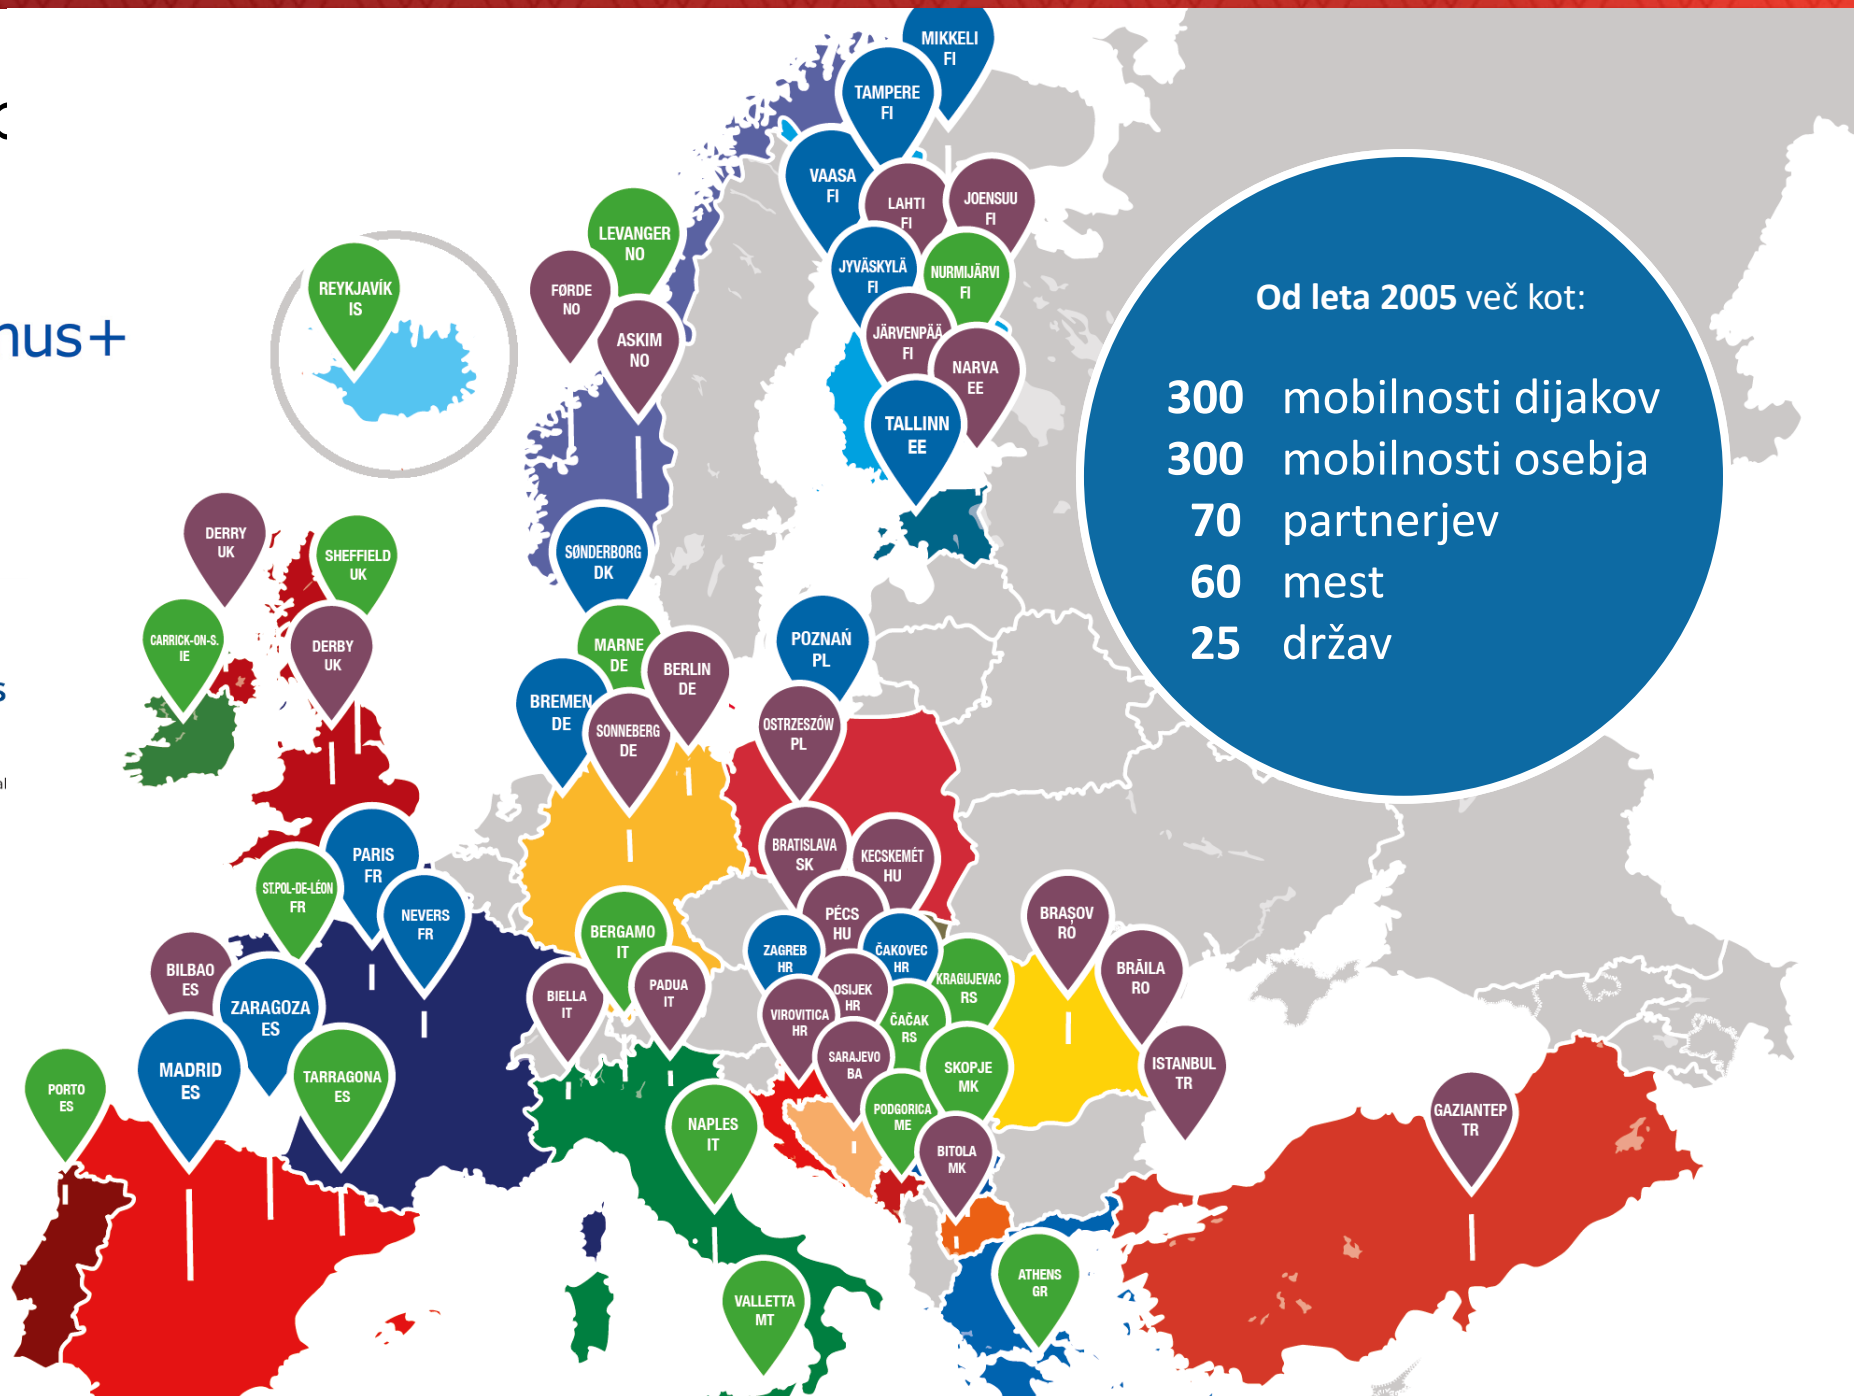 nus+
MIKKELI
FI
TAMPERE
FI
VAASA
FI
LAHTI
FI
JOENSUU
FI
LEVANGER
NO
FØRDE
NO
ASKIM
NO
REYKJAVÍK
IS
JYVÄSKYLÄ
FI
NURMIJÄRVI
FI
JÄRVENPÄÄ
FI
NARVA
EE
TALLINN
EE
Od leta 2005 več kot:
300 mobilnosti dijakov
300 mobilnosti osebja
70 partnerjev
60 mest
25 držav
DERRY
UK
SHEFFIELD
UK
CARRICK-ON-S.
IE
DERBY
UK
SØNDERBORG
DK
MARNE
DE
BERLIN
DE
BREMEN
DE
SONNEBERG
DE
POZNAŃ
PL
OSTRZESZÓW
PL
PARIS
FR
ST.POL-DE-LÉON
FR
NEVERS
FR
BRATISLAVA
SK
KECSKEMÉT
HU
PÉCS
HU
BILBAO
ES
ZARAGOZA
ES
MADRID
ES
TARRAGONA
ES
PORTO
ES
BERGAMO
IT
BIELLA
IT
PADUA
IT
NAPLES
IT
VALLETTA
MT
ZAGREB
HR
ČAKOVEC
HR
OSIJEK
HR
VIROVITICA
HR
KRAGUJEVAC
RS
ČAČAK
RS
SARAJEVO
BA
SKOPJE
MK
PODGORICA
ME
BITOLA
MK
BRAȘOV
RO
BRĂILA
RO
ISTANBUL
TR
GAZIANTEP
TR
ATHENS
GR